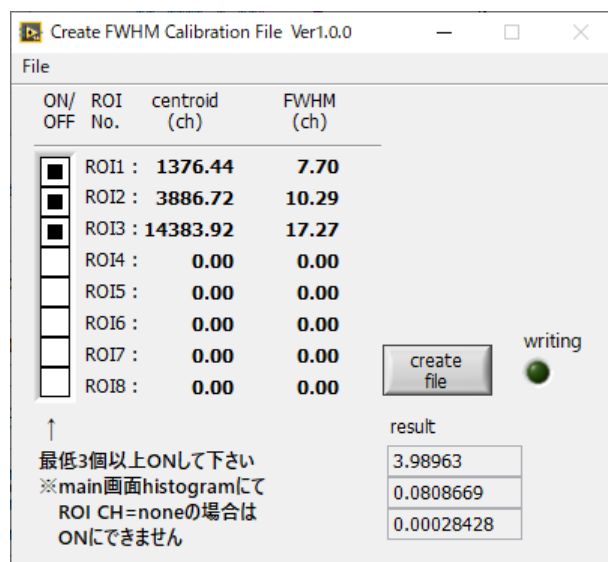 Create FWHM Calibration File Ver1.0.0
File
ON/ ROI centroid FWHM
OFF No. (ch) (ch)
ROI1 : 1376.44 7.70
ROI2 : 3886.72 10.29
ROI3 : 14383.92 17.27
ROI4 : 0.00 0.00
ROI5 : 0.00 0.00
ROI6 : 0.00 0.00
ROI7 : 0.00 0.00
ROI8 : 0.00 0.00
create
file
writing
↑
最低3個以上ONして下さい
※main画面histogramにて
ROI CH=noneの場合は
ONにできません
result
3.98963
0.0808669
0.00028428